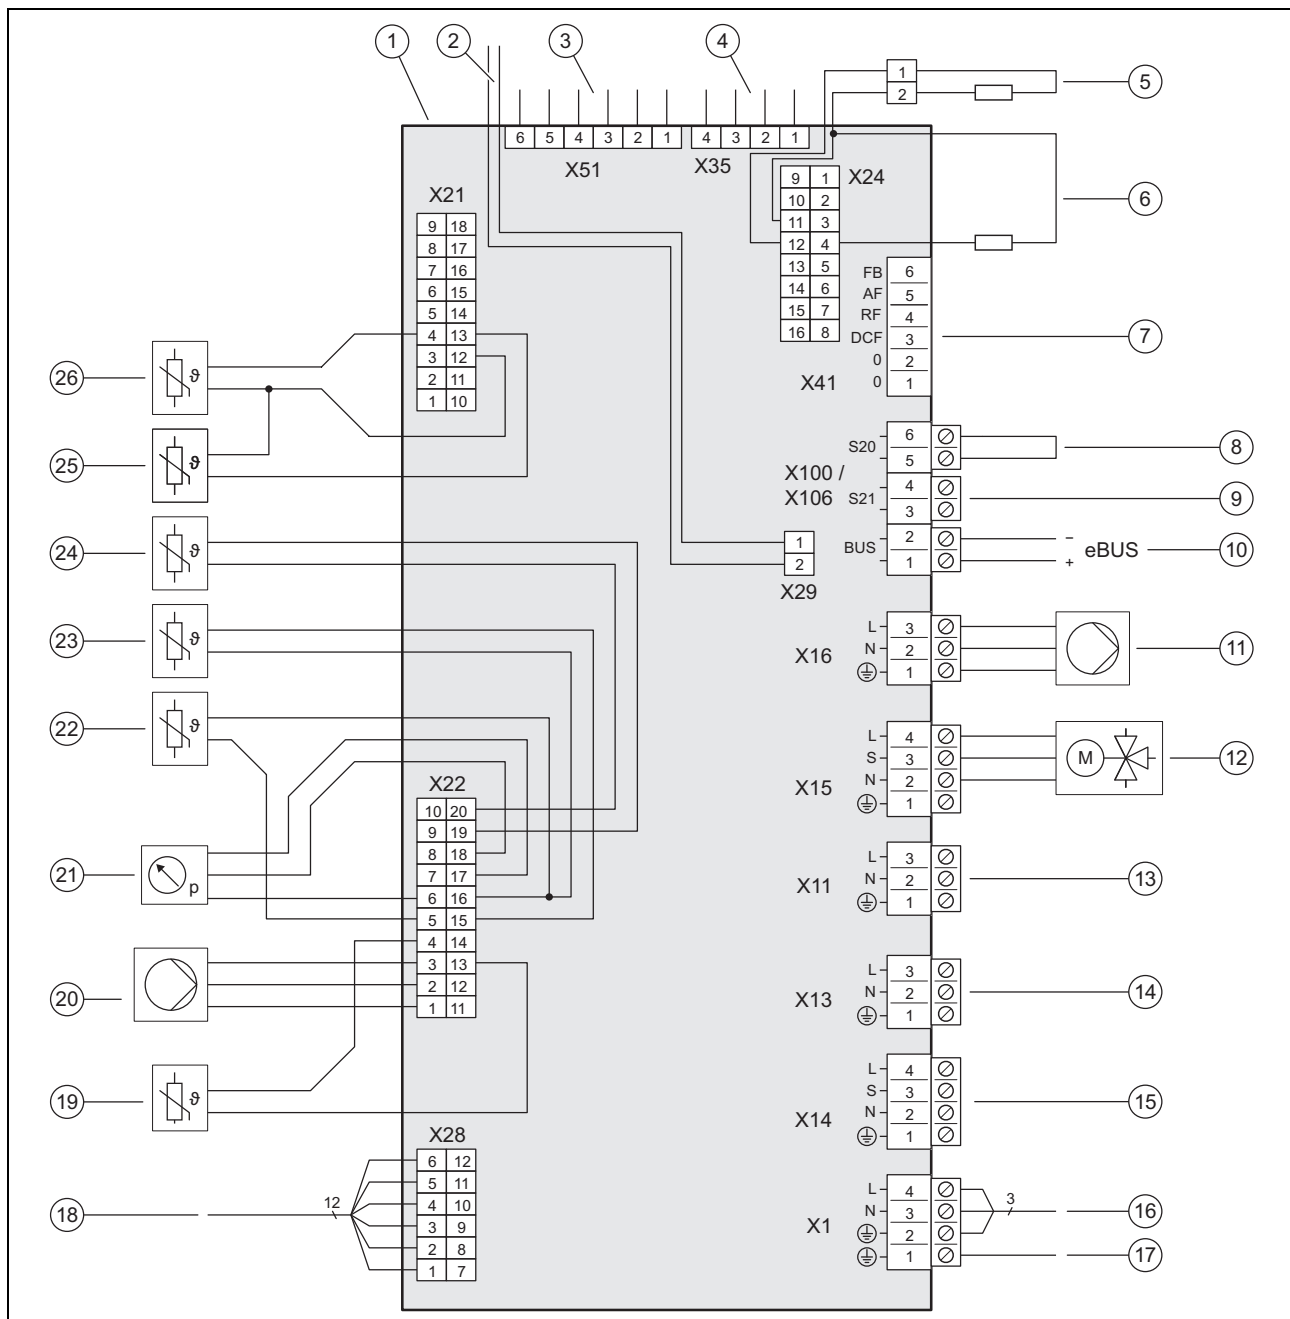 1
2
3
4
6 5 4 3 2 1
X51
4 3 2 1
X35
1
2
5
X24
9 1
10 2
11 3
12 4
13 5
14 6
15 7
16 8
6
X21
9 18
8 17
7 16
6 15
5 14
4 13
3 12
2 11
1 10
FB 6
AF 5
RF 4
DCF 3
0 2
0 1
X41
7
26 ϑ
25 ϑ
24 ϑ
23 ϑ
22 ϑ
X100 /
X106
S20
6
5
8
S21
4
3
9
BUS
2
1
−
+
eBUS
10
1
2
X29
X16
L 3
N 2
1
11
X15
L 4
S 3
N 2
1
M
12
X22
10 20
9 19
8 18
7 17
6 16
5 15
4 14
3 13
2 12
1 11
21 p
20
19 ϑ
X11
L 3
N 2
1
13
X13
L 3
N 2
1
14
X14
L 4
S 3
N 2
1
15
X28
6 12
5 11
4 10
3 9
2 8
1 7
12
18
X1
L 4
N 3
2
1
3
16
17